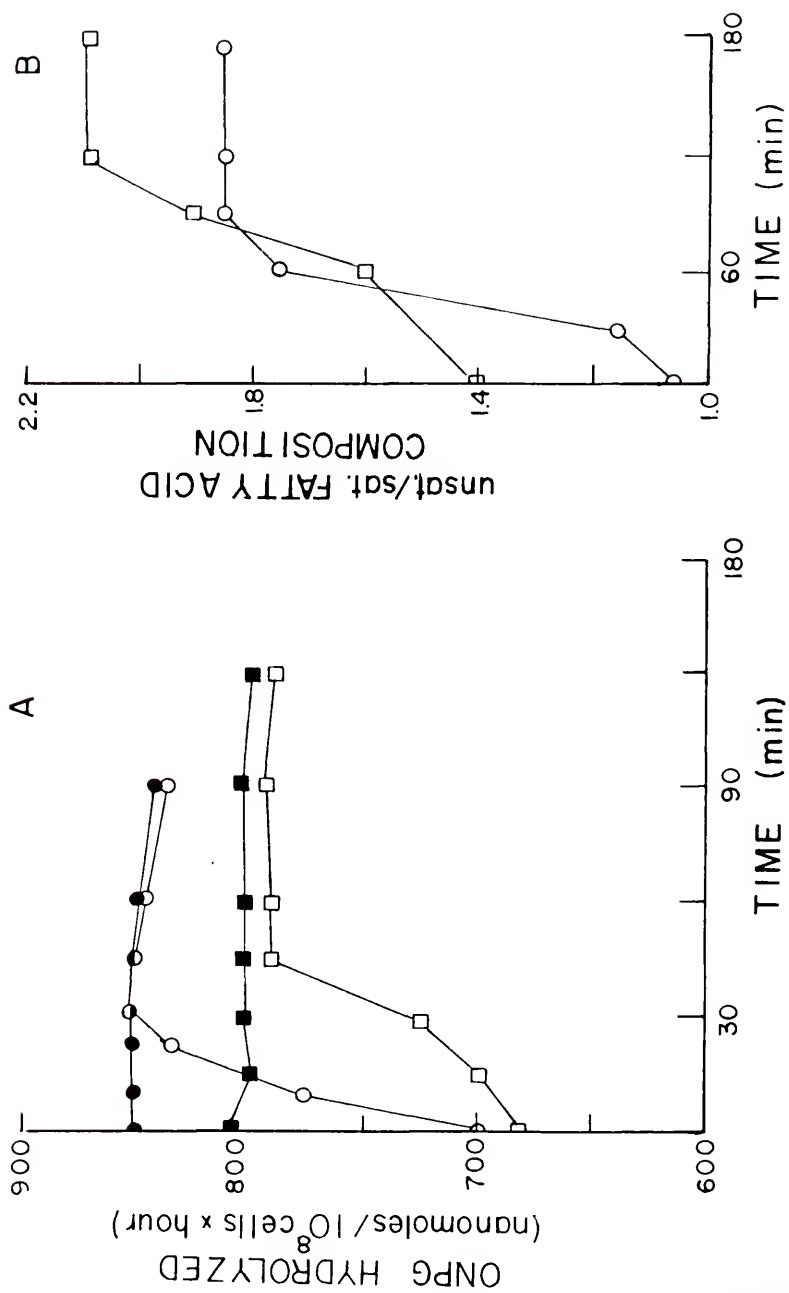 A
ONPG HYDROLYZED
(nanomoles/10⁸ cells x hour)
900
800
700
600
30
90
180
TIME (min)
B
unsat./sat. FATTY ACID
COMPOSITION
2.2
1.8
1.4
1.0
60
180
TIME (min)